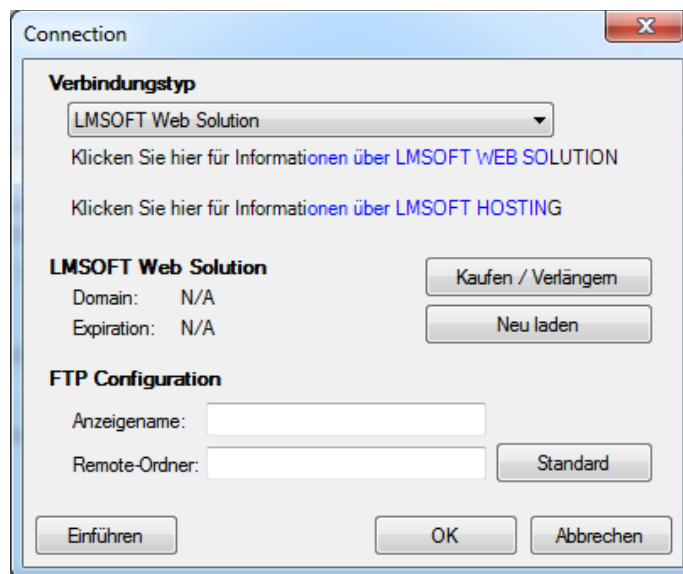 Connection
Verbindungstyp
LMSOFT Web Solution
Klicken Sie hier für Informationen über LMSOFT WEB SOLUTION
Klicken Sie hier für Informationen über LMSOFT HOSTING
LMSOFT Web Solution
Kaufen / Verlängern
Domain: N/A
Expiration: N/A
Neu laden
FTP Configuration
Anzeigename:
Remote-Ordner:
Standard
Einführen
OK
Abbrechen